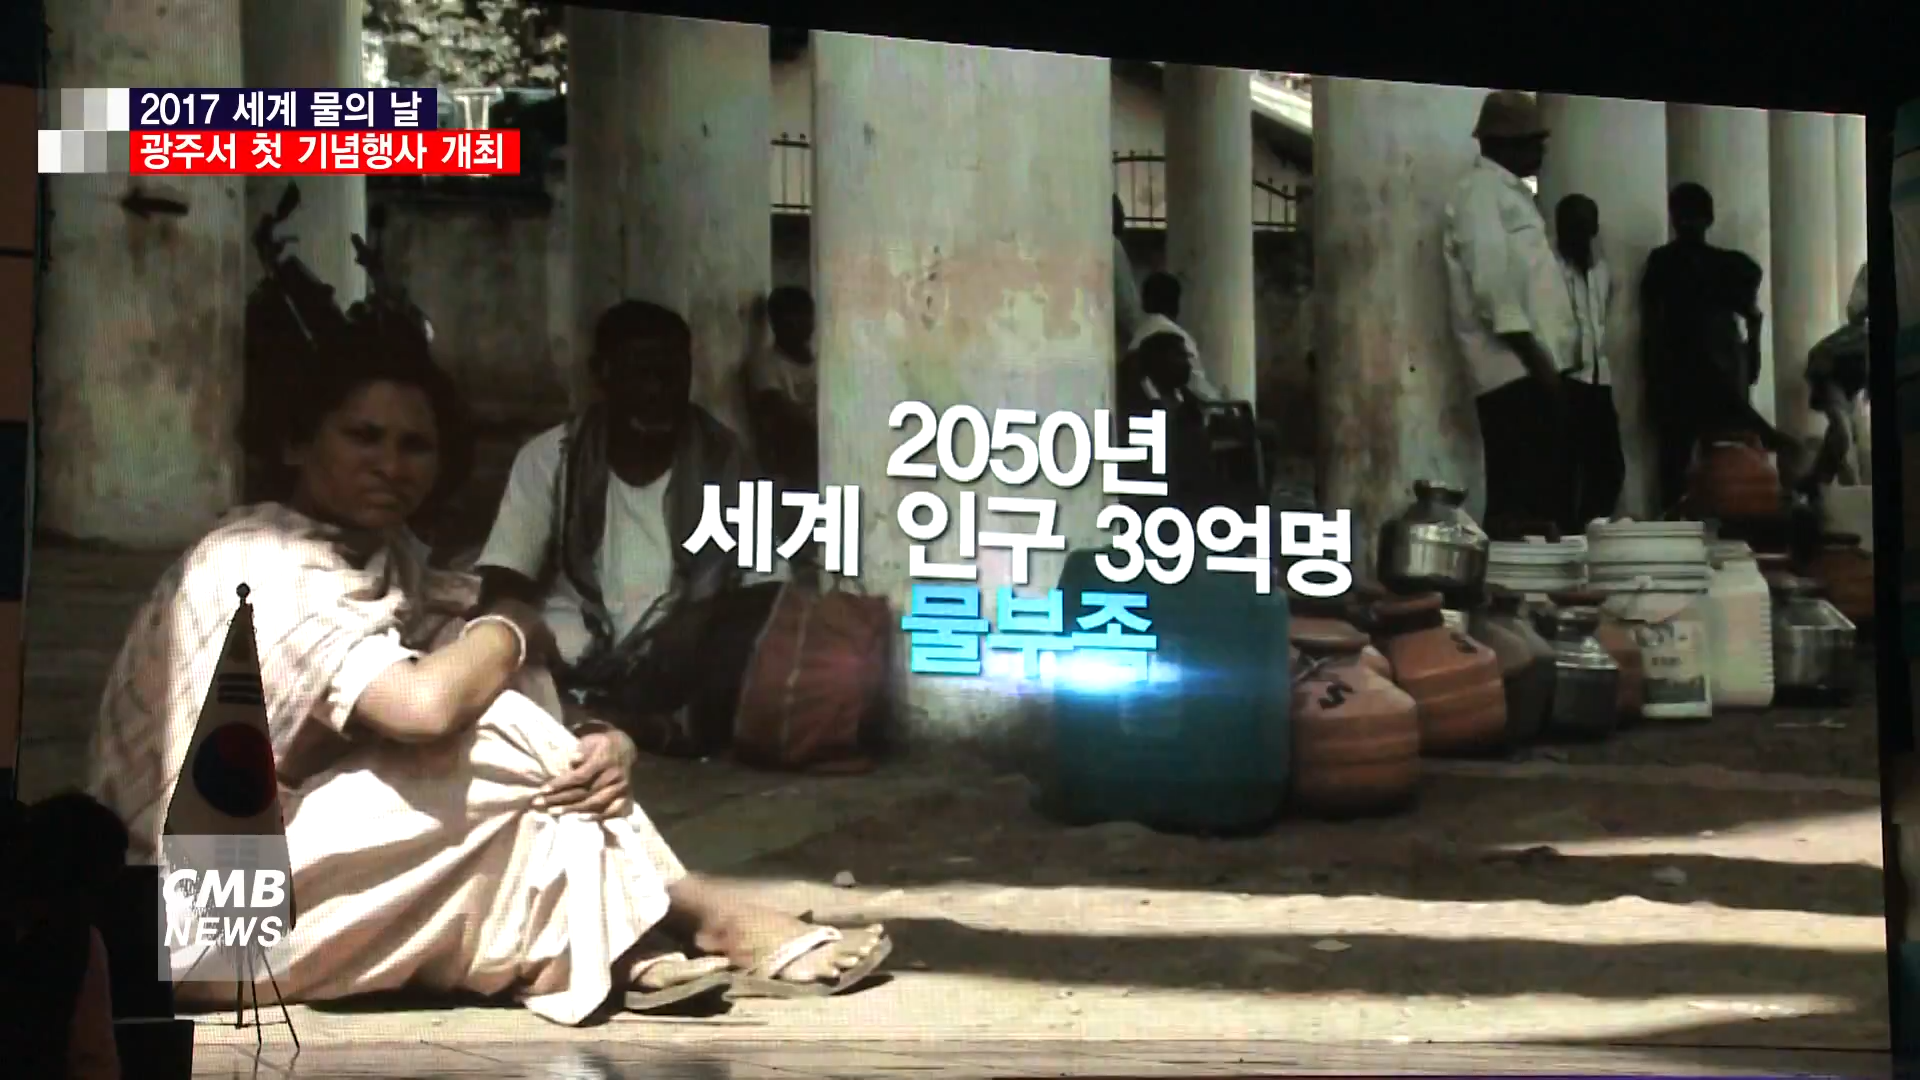 2017 세계 물의 날
광주서 첫 기념행사 개최
2050년
세계 인구 39억명
물부족
CMB
NEWS